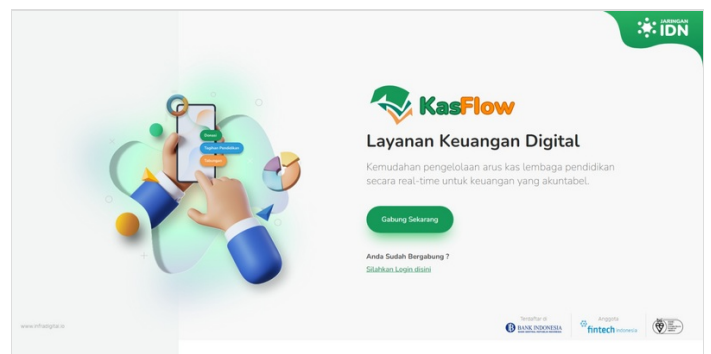 JARINGAN
IDN
KasFlow
Layanan Keuangan Digital
Kemudahan pengelolaan arus kas lembaga pendidikan
secara real-time untuk keuangan yang akuntabel.
Donasi
Tagihan Pendidikan
Tabungan
Gabung Sekarang
Anda Sudah Bergabung ?
Silahkan Login disini
www.infradigital.io
Terdaftar di
BANK INDONESIA
Anggota
fintech indonesia